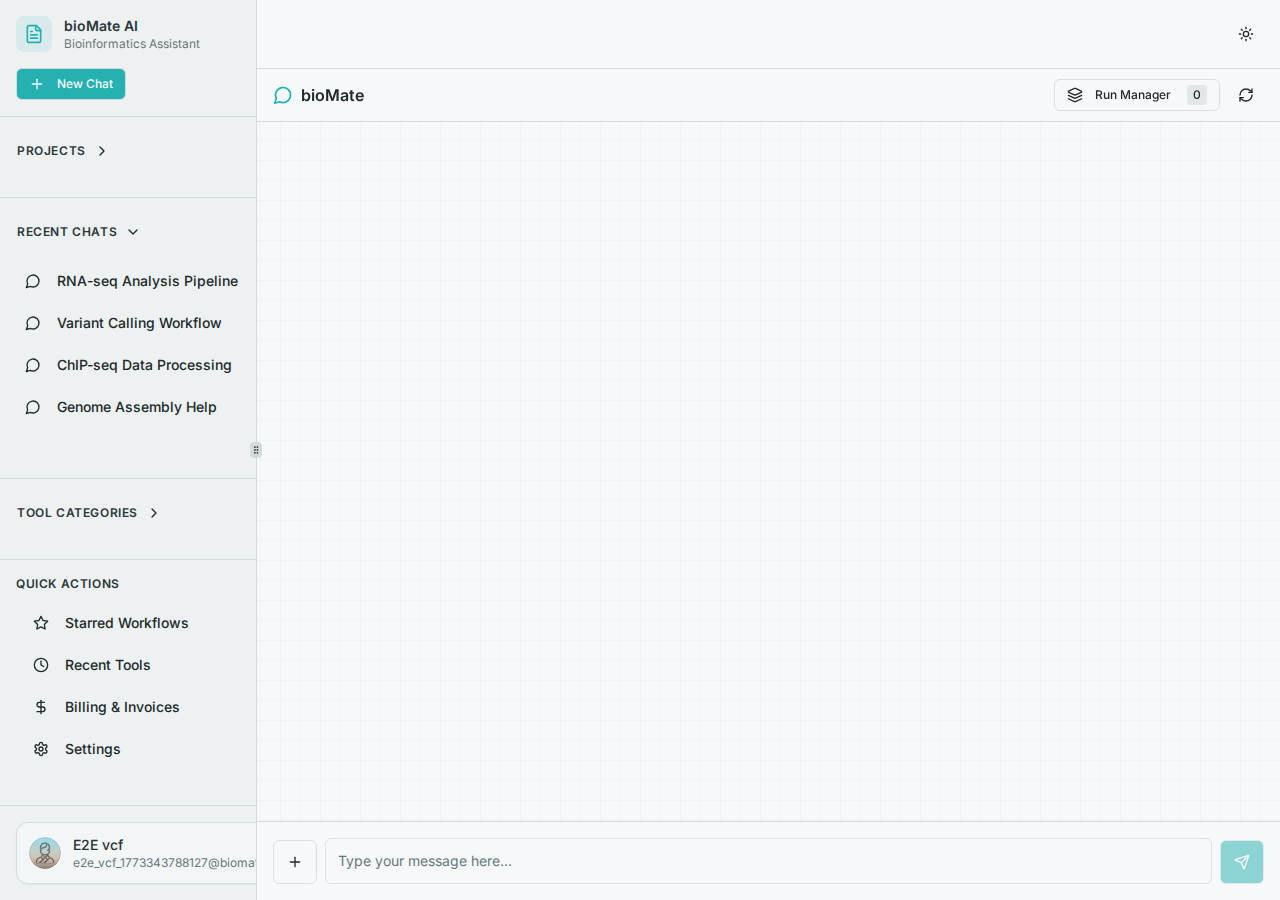 bioMate AI
Bioinformatics Assistant
New Chat
PROJECTS
RECENT CHATS
RNA-seq Analysis Pipeline
Variant Calling Workflow
ChIP-seq Data Processing
Genome Assembly Help
TOOL CATEGORIES
QUICK ACTIONS
Starred Workflows
Recent Tools
Billing & Invoices
Settings
E2E vcf
e2e_vcf_1773343788127@biomat
bioMate
Run Manager 0
Type your message here...